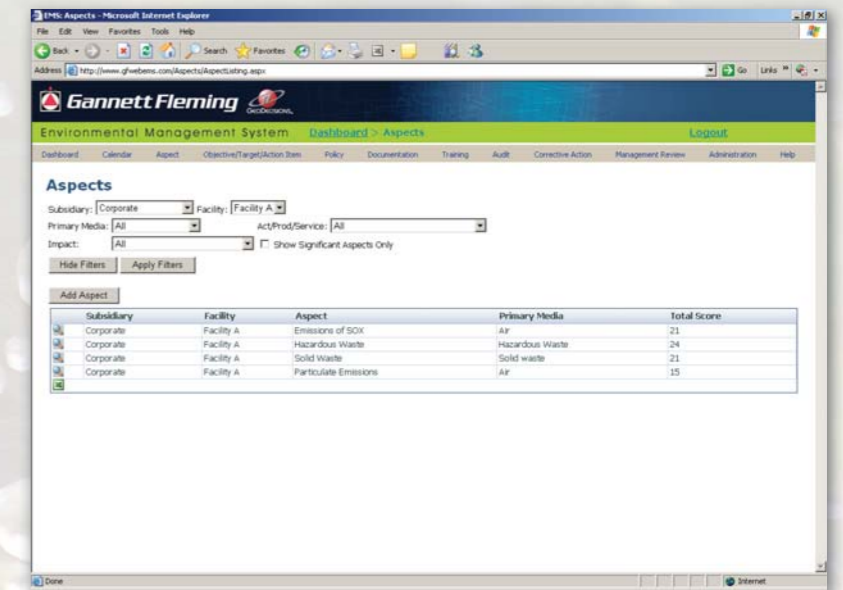 EMS: Aspects - Microsoft Internet Explorer
File Edit View Favorites Tools Help
Back Search Favorites
Address http://www.gfwebems.com/Aspects/AspectListing.aspx Go Links
Gannett Fleming GEODECISIONS
Environmental Management System Dashboard > Aspects Logout
Dashboard Calendar Aspect Objective/Target/Action Item Policy Documentation Training Audit Corrective Action Management Review Administration Help
Aspects
Subsidiary: Corporate Facility: Facility A
Primary Media: All Act/Prod/Service: All
Impact: All Show Significant Aspects Only
Hide Filters Apply Filters
Add Aspect
Subsidiary Facility Aspect Primary Media Total Score
Corporate Facility A Emissions of SOX Air 21
Corporate Facility A Hazardous Waste Hazardous Waste 24
Corporate Facility A Solid Waste Solid waste 21
Corporate Facility A Particulate Emissions Air 15
Done Internet